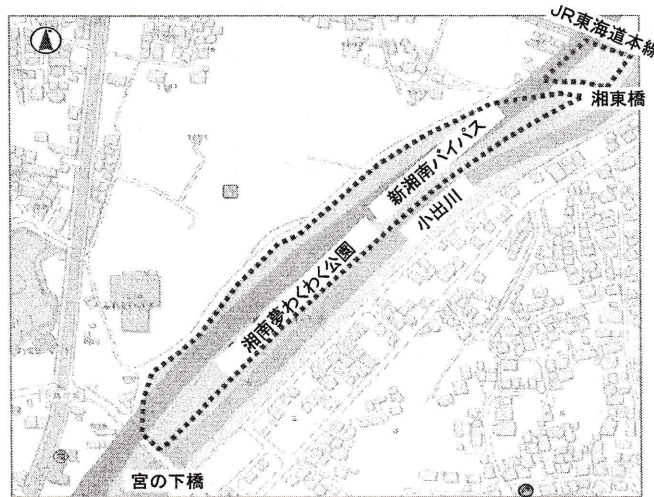 JR東海道本線
湘東橋
新湘南バイパス
小出川
湘南夢わくわく公園
宮の下橋